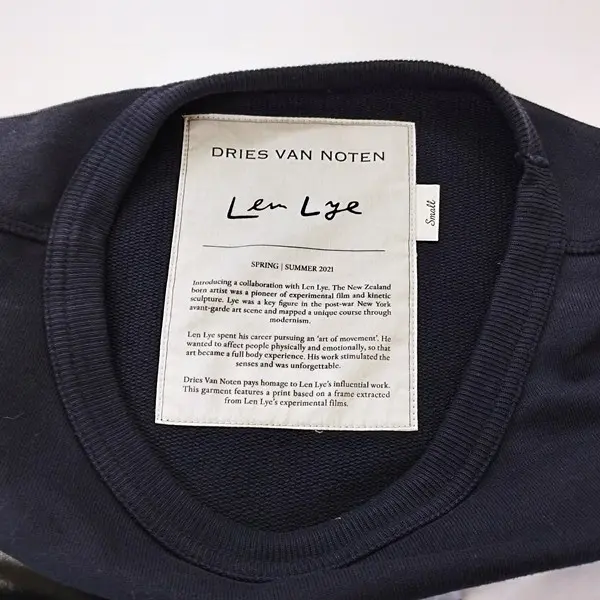 DRIES VAN NOTEN
Len Lye
Small
SPRING | SUMMER 2021
Introducing a collaboration with Len Lye. The New Zealand
born artist was a pioneer of experimental film and kinetic
sculpture. Lye was a key figure in the post-war New York
avant-garde art scene and mapped a unique course through
modernism.
Len Lye spent his career pursuing an 'art of movement'. He
wanted to affect people physically and emotionally, so that
art became a full body experience. His work stimulated the
senses and was unforgettable.
Dries Van Noten pays homage to Len Lye's influential work.
This garment features a print based on a frame extracted
from Len Lye's experimental films.